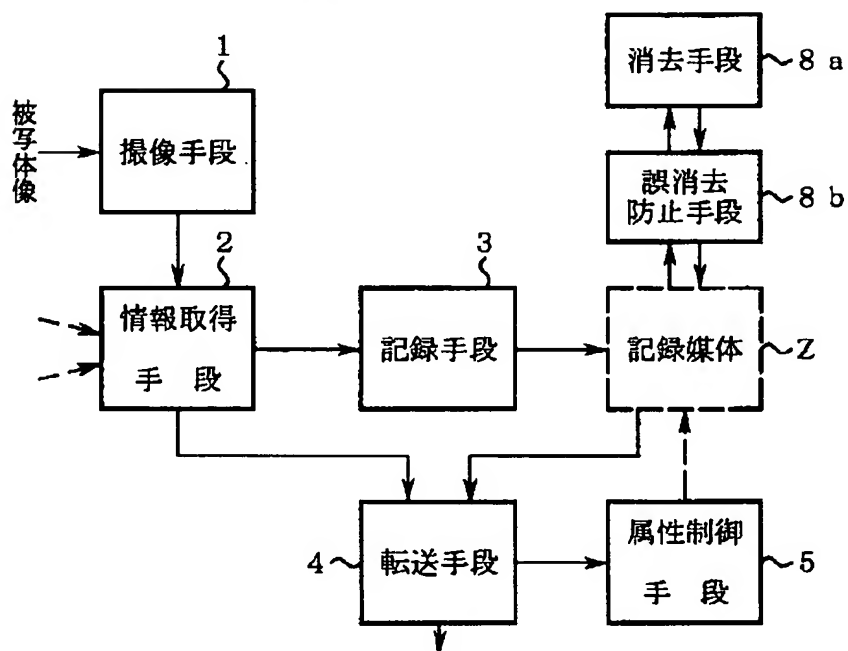 1
被写体像
撮像手段
消去手段
8 a
誤消去
防止手段
8 b
2
情報取得
手 段
3
記録手段
記録媒体
Z
4
転送手段
属性制御
手 段
5